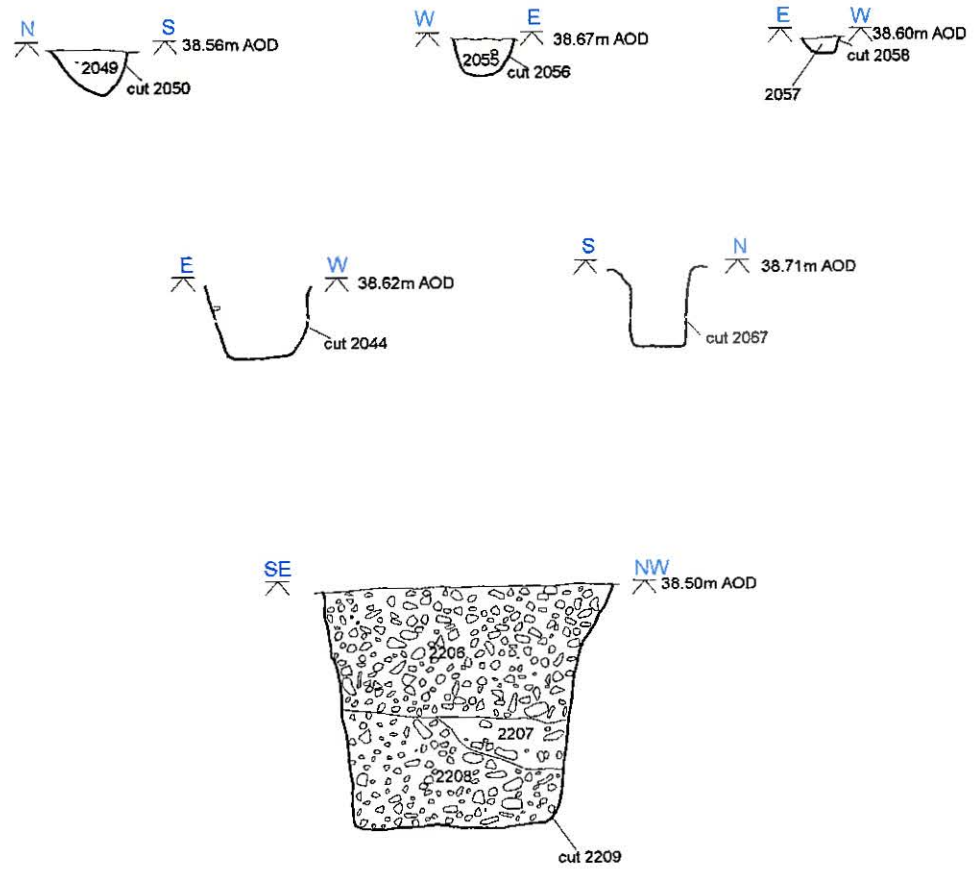 N S 38.56m AOD
2049
cut 2050
W E 38.67m AOD
2055
cut 2056
E W 38.60m AOD
cut 2058
2057
E W 38.62m AOD
cut 2044
S N 38.71m AOD
cut 2067
SE NW 38.50m AOD
2206
2207
2208
cut 2209